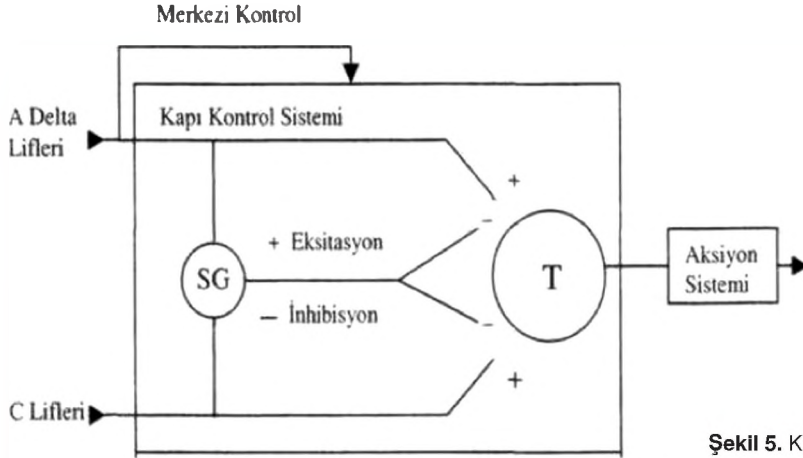 Merkezi Kontrol
A Delta
Lifleri
Kapı Kontrol Sistemi
+
-
+ Eksitasyon
SG
T
Aksiyon
Sistemi
- İnhibisyon
-
+
C Lifleri
Şekil 5. K